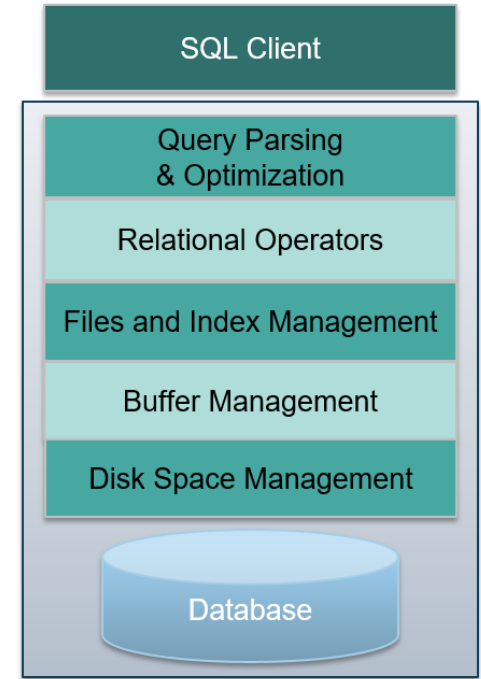 SQL Client
Query Parsing
& Optimization
Relational Operators
Files and Index Management
Buffer Management
Disk Space Management
Database